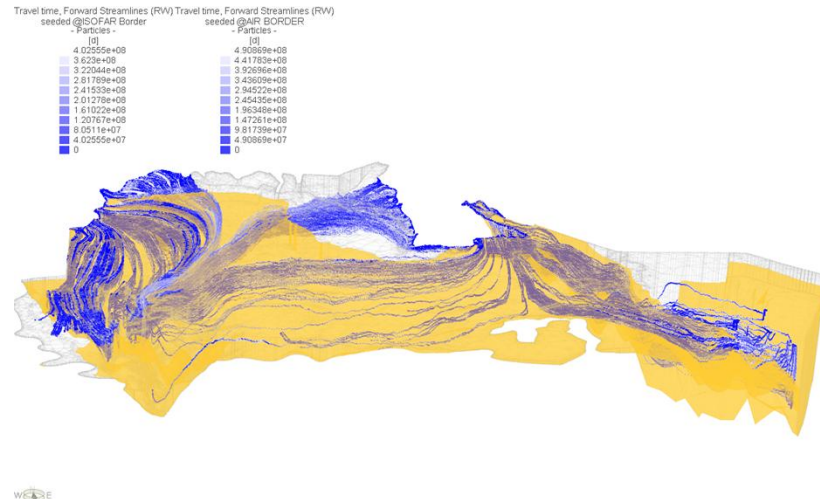 Travel time, Forward Streamlines (RW)
seeded @ISOFAR Border
- Particles -
[d]
4.02555e+08
3.623e+08
3.22044e+08
2.81789e+08
2.41533e+08
2.01278e+08
1.61022e+08
1.20767e+08
8.0511e+07
4.02555e+07
0
Travel time, Forward Streamlines (RW)
seeded @AIR BORDER
- Particles -
[d]
4.90869e+08
4.41783e+08
3.92696e+08
3.43609e+08
2.94522e+08
2.45435e+08
1.96348e+08
1.47261e+08
9.81739e+07
4.90869e+07
0
W E